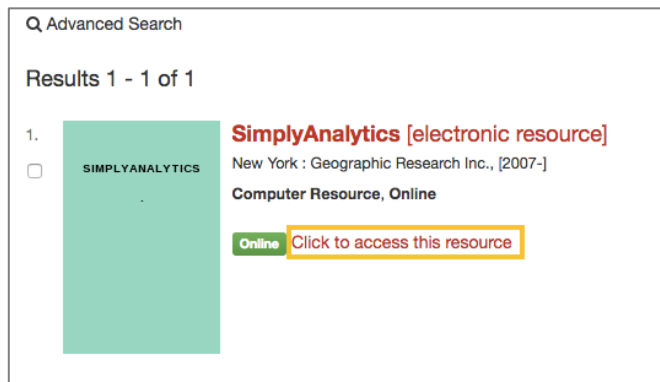 Advanced Search
Results 1 - 1 of 1
1.
SIMPLYANALYTICS
.
SimplyAnalytics [electronic resource]
New York : Geographic Research Inc., [2007-]
Computer Resource, Online
Online Click to access this resource